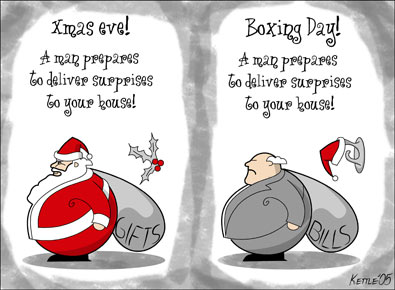 Xmas eve!
A man prepares
to deliver surprises
to your house!
GIFTS
Boxing Day!
A man prepares
to deliver surprises
to your house!
BILLS
KETTLE'05